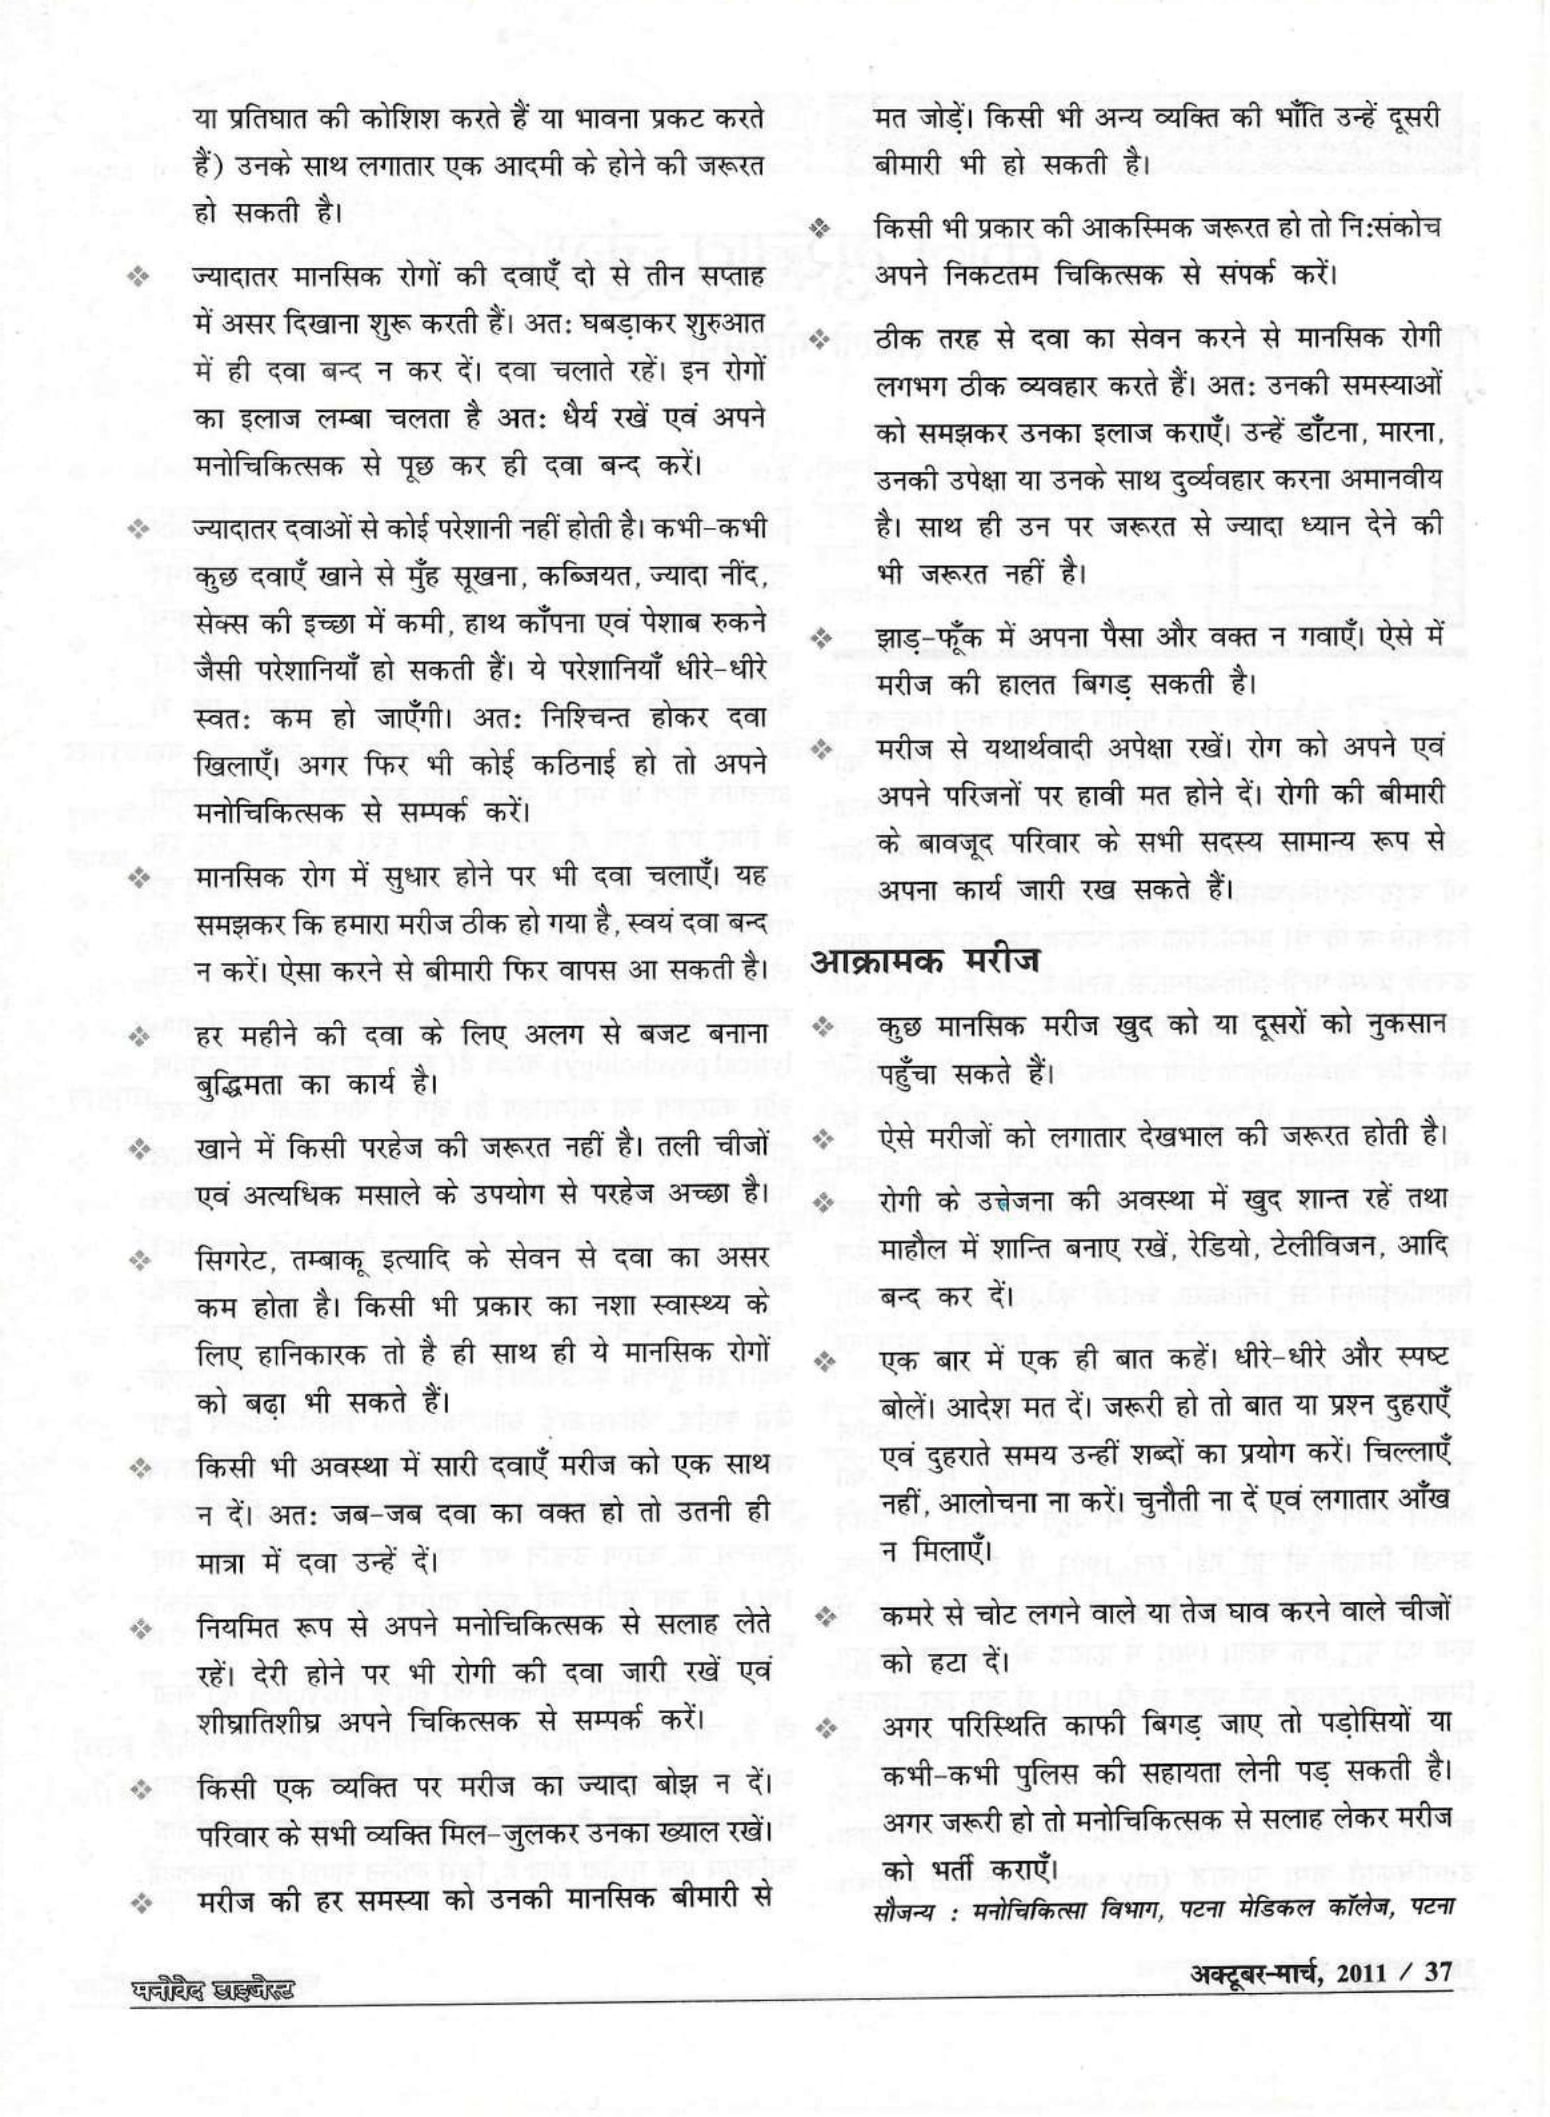 या प्रतिघात की कोशिश करते हैं या भावना प्रकट करते
हैं) उनके साथ लगातार एक आदमी के होने की जरूरत
हो सकती है।
❖ ज्यादातर मानसिक रोगों की दवाएँ दो से तीन सप्ताह
में असर दिखाना शुरू करती हैं। अत: घबड़ाकर शुरुआत
में ही दवा बन्द न कर दें। दवा चलाते रहें। इन रोगों
का इलाज लम्बा चलता है अत: धैर्य रखें एवं अपने
मनोचिकित्सक से पूछ कर ही दवा बन्द करें।
❖ ज्यादातर दवाओं से कोई परेशानी नहीं होती है। कभी-कभी
कुछ दवाएँ खाने से मुँह सूखना, कब्जियत, ज्यादा नींद,
सेक्स की इच्छा में कमी, हाथ काँपना एवं पेशाब रुकने
जैसी परेशानियाँ हो सकती हैं। ये परेशानियाँ धीरे-धीरे
स्वत: कम हो जाएँगी। अत: निश्चिन्त होकर दवा
खिलाएँ। अगर फिर भी कोई कठिनाई हो तो अपने
मनोचिकित्सक से सम्पर्क करें।
❖ मानसिक रोग में सुधार होने पर भी दवा चलाएँ। यह
समझकर कि हमारा मरीज ठीक हो गया है, स्वयं दवा बन्द
न करें। ऐसा करने से बीमारी फिर वापस आ सकती है।
❖ हर महीने की दवा के लिए अलग से बजट बनाना
बुद्धिमता का कार्य है।
❖ खाने में किसी परहेज की जरूरत नहीं है। तली चीजों
एवं अत्यधिक मसाले के उपयोग से परहेज अच्छा है।
❖ सिगरेट, तम्बाकू इत्यादि के सेवन से दवा का असर
कम होता है। किसी भी प्रकार का नशा स्वास्थ्य के
लिए हानिकारक तो है ही साथ ही ये मानसिक रोगों
को बढ़ा भी सकते हैं।
❖ किसी भी अवस्था में सारी दवाएँ मरीज को एक साथ
न दें। अत: जब-जब दवा का वक्त हो तो उतनी ही
मात्रा में दवा उन्हें दें।
❖ नियमित रूप से अपने मनोचिकित्सक से सलाह लेते
रहें। देरी होने पर भी रोगी की दवा जारी रखें एवं
शीघ्रातिशीघ्र अपने चिकित्सक से सम्पर्क करें।
❖ किसी एक व्यक्ति पर मरीज का ज्यादा बोझ न दें।
परिवार के सभी व्यक्ति मिल-जुलकर उनका ख्याल रखें।
❖ मरीज की हर समस्या को उनकी मानसिक बीमारी से
मत जोड़ें। किसी भी अन्य व्यक्ति की भाँति उन्हें दूसरी
बीमारी भी हो सकती है।
❖ किसी भी प्रकार की आकस्मिक जरूरत हो तो नि:संकोच
अपने निकटतम चिकित्सक से संपर्क करें।
❖ ठीक तरह से दवा का सेवन करने से मानसिक रोगी
लगभग ठीक व्यवहार करते हैं। अत: उनकी समस्याओं
को समझकर उनका इलाज कराएँ। उन्हें डाँटना, मारना,
उनकी उपेक्षा या उनके साथ दुर्व्यवहार करना अमानवीय
है। साथ ही उन पर जरूरत से ज्यादा ध्यान देने की
भी जरूरत नहीं है।
❖ झाड़-फूँक में अपना पैसा और वक्त न गवाएँ। ऐसे में
मरीज की हालत बिगड़ सकती है।
❖ मरीज से यथार्थवादी अपेक्षा रखें। रोग को अपने एवं
अपने परिजनों पर हावी मत होने दें। रोगी की बीमारी
के बावजूद परिवार के सभी सदस्य सामान्य रूप से
अपना कार्य जारी रख सकते हैं।
आक्रामक मरीज
❖ कुछ मानसिक मरीज खुद को या दूसरों को नुकसान
पहुँचा सकते हैं।
❖ ऐसे मरीजों को लगातार देखभाल की जरूरत होती है।
❖ रोगी के उत्तेजना की अवस्था में खुद शान्त रहें तथा
माहौल में शान्ति बनाए रखें, रेडियो, टेलीविजन, आदि
बन्द कर दें।
❖ एक बार में एक ही बात कहें। धीरे-धीरे और स्पष्ट
बोलें। आदेश मत दें। जरूरी हो तो बात या प्रश्न दुहराएँ
एवं दुहराते समय उन्हीं शब्दों का प्रयोग करें। चिल्लाएँ
नहीं, आलोचना ना करें। चुनौती ना दें एवं लगातार आँख
न मिलाएँ।
❖ कमरे से चोट लगने वाले या तेज घाव करने वाले चीजों
को हटा दें।
❖ अगर परिस्थिति काफी बिगड़ जाए तो पड़ोसियों या
कभी-कभी पुलिस की सहायता लेनी पड़ सकती है।
अगर जरूरी हो तो मनोचिकित्सक से सलाह लेकर मरीज
को भर्ती कराएँ।
सौजन्य : मनोचिकित्सा विभाग, पटना मेडिकल कॉलेज, पटना
मनोवेद डाइजेस्ट
अक्टूबर-मार्च, 2011 / 37